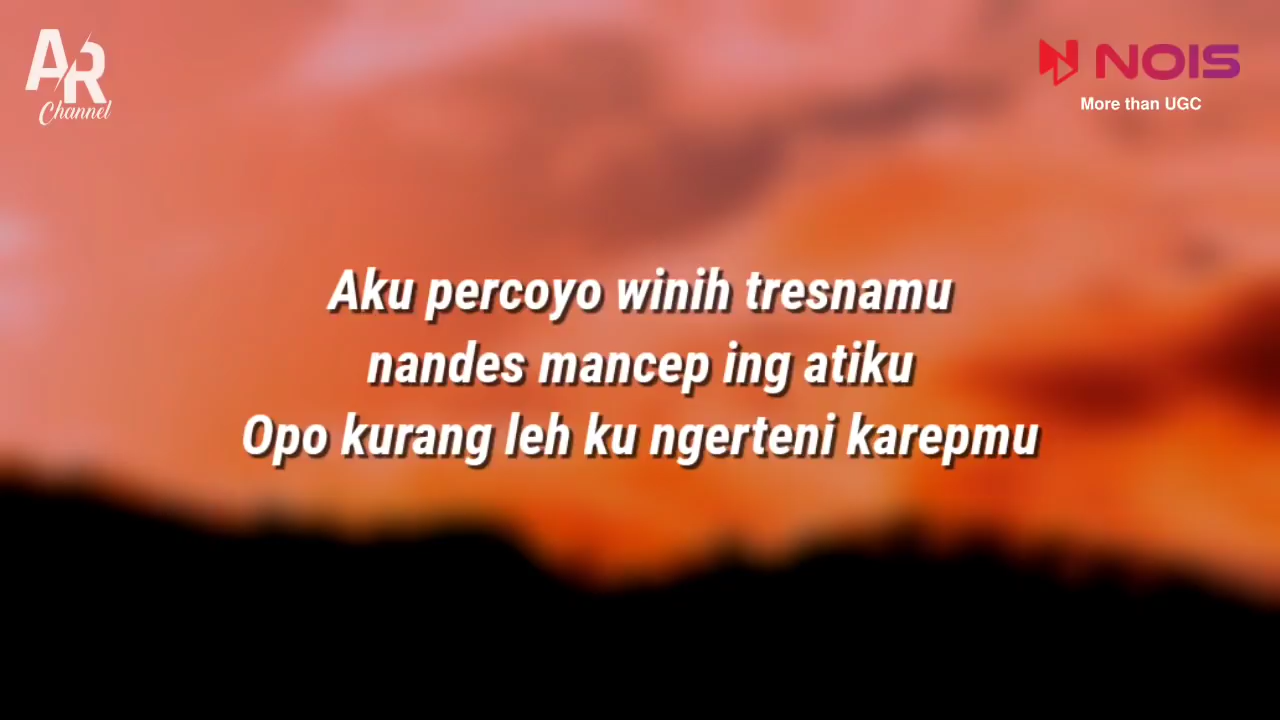 AR
Channel
NOIS
More than UGC
Aku percoyo winih tresnamu
nandes mancep ing atiku
Opo kurang leh ku ngerteni karepmu